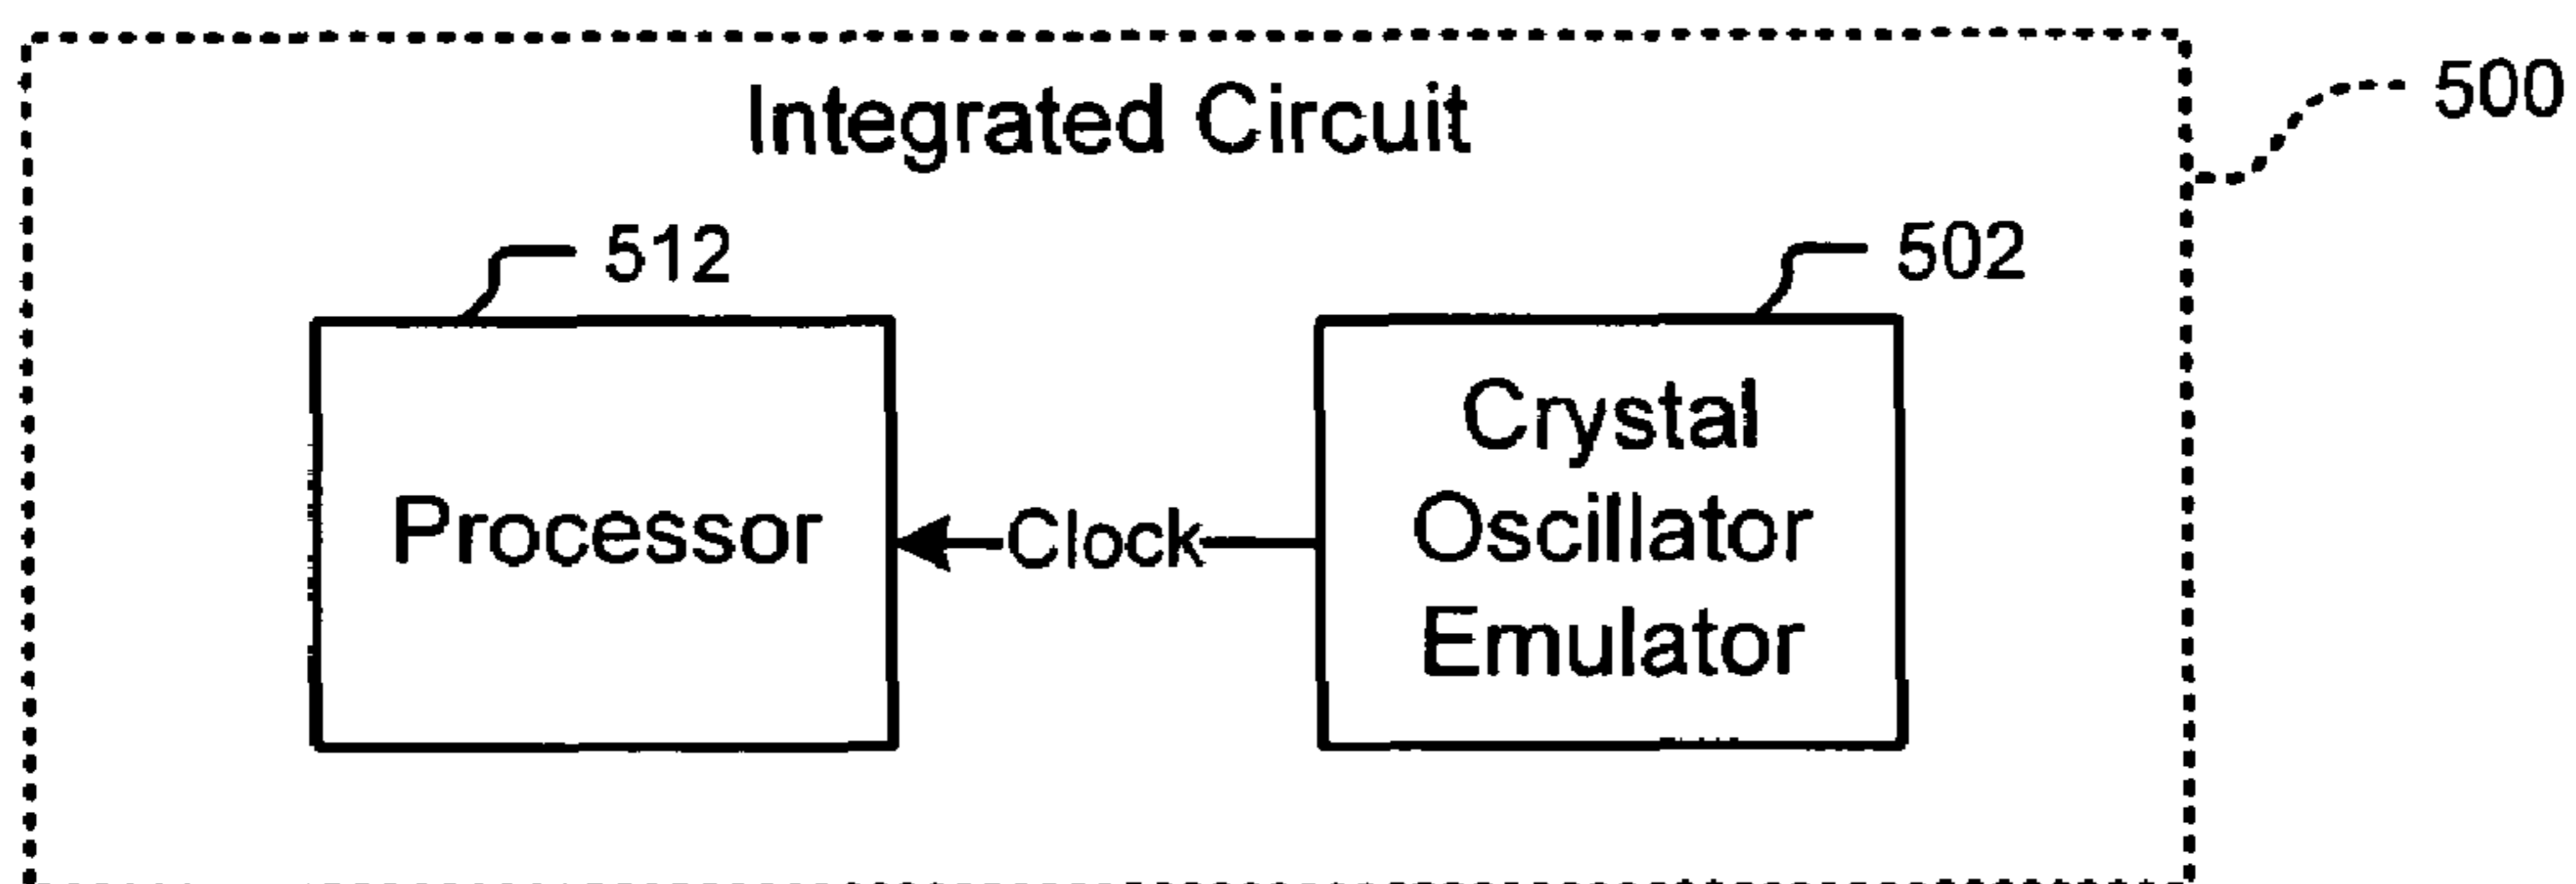 Integrated Circuit
500
512
502
Processor
Clock
Crystal
Oscillator
Emulator